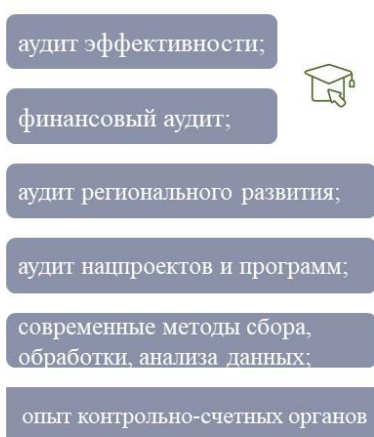 аудит эффективности;
финансовый аудит;
аудит регионального развития;
аудит нацпроектов и программ;
современные методы сбора,
обработки, анализа данных;
опыт контрольно-счетных органов